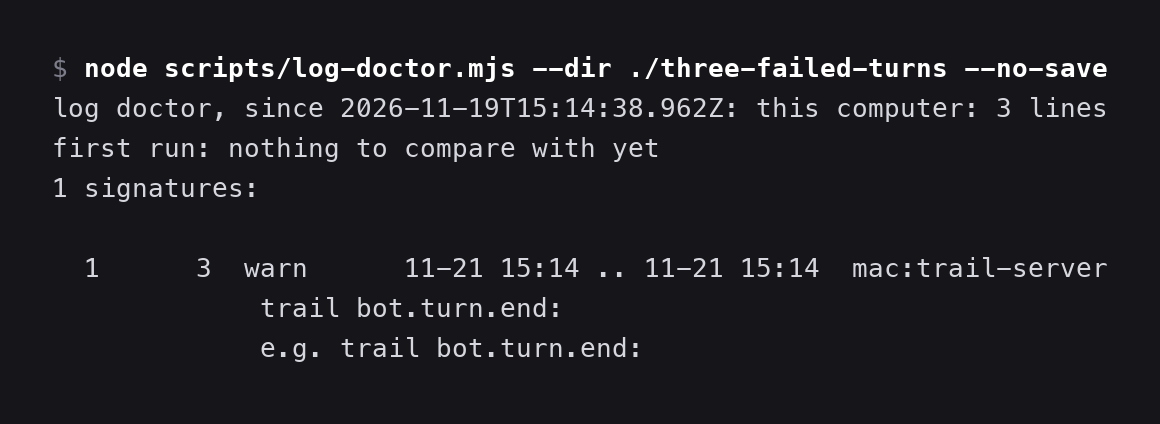 $ node scripts/log-doctor.mjs --dir ./three-failed-turns --no-save
log doctor, since 2026-11-19T15:14:38.962Z: this computer: 3 lines
first run: nothing to compare with yet
1 signatures:
1 3 warn 11-21 15:14 .. 11-21 15:14 mac:trail-server
trail bot.turn.end:
e.g. trail bot.turn.end: